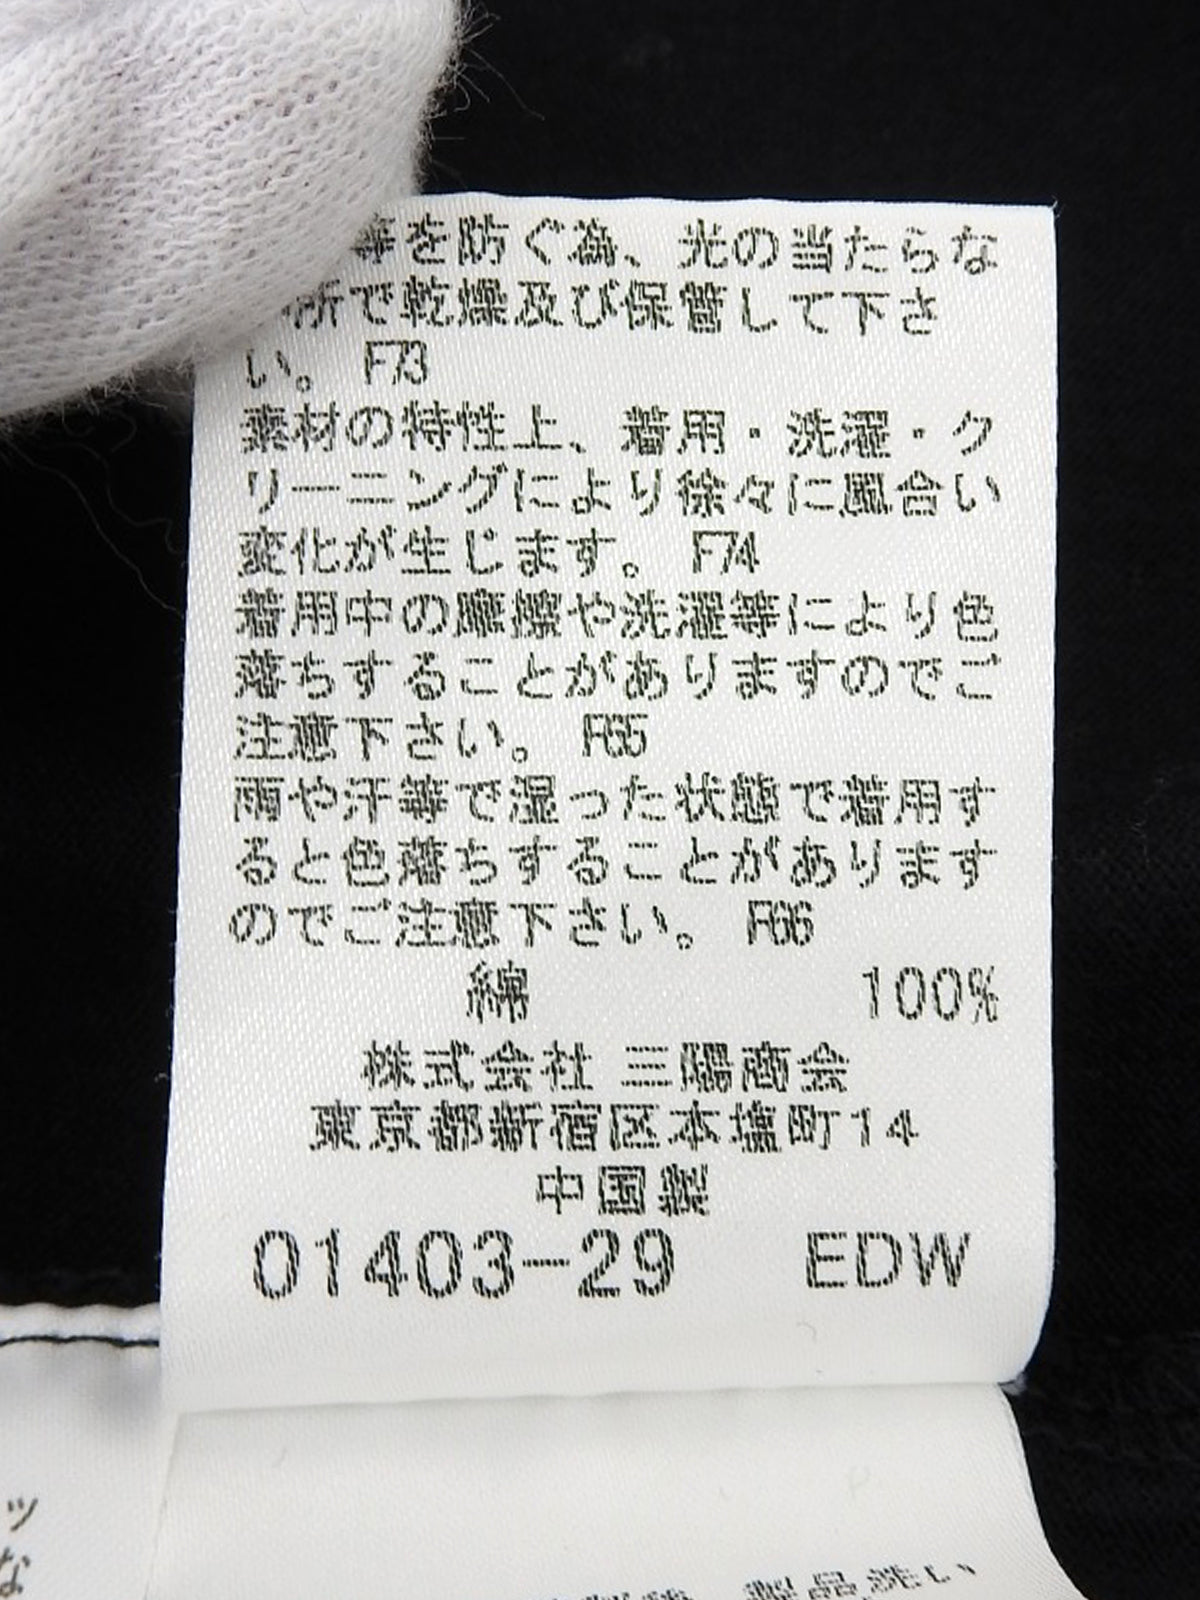 等を防ぐ為、光の当たらな
所で乾燥及び保管して下さ
い。 F73
素材の特性上、着用・洗濯・ク
リーニングにより徐々に風合い
変化が生じます。 F74
着用中の摩擦や洗濯等により色
落ちすることがありますのでご
注意下さい。 F65
雨や汗等で湿った状態で着用す
ると色落ちすることがあります
のでご注意下さい。 F66
綿 100%
株式会社 三陽商会
東京都新宿区本塩町14
中国製
01403-29 EDW
ッ
な
製品洗い